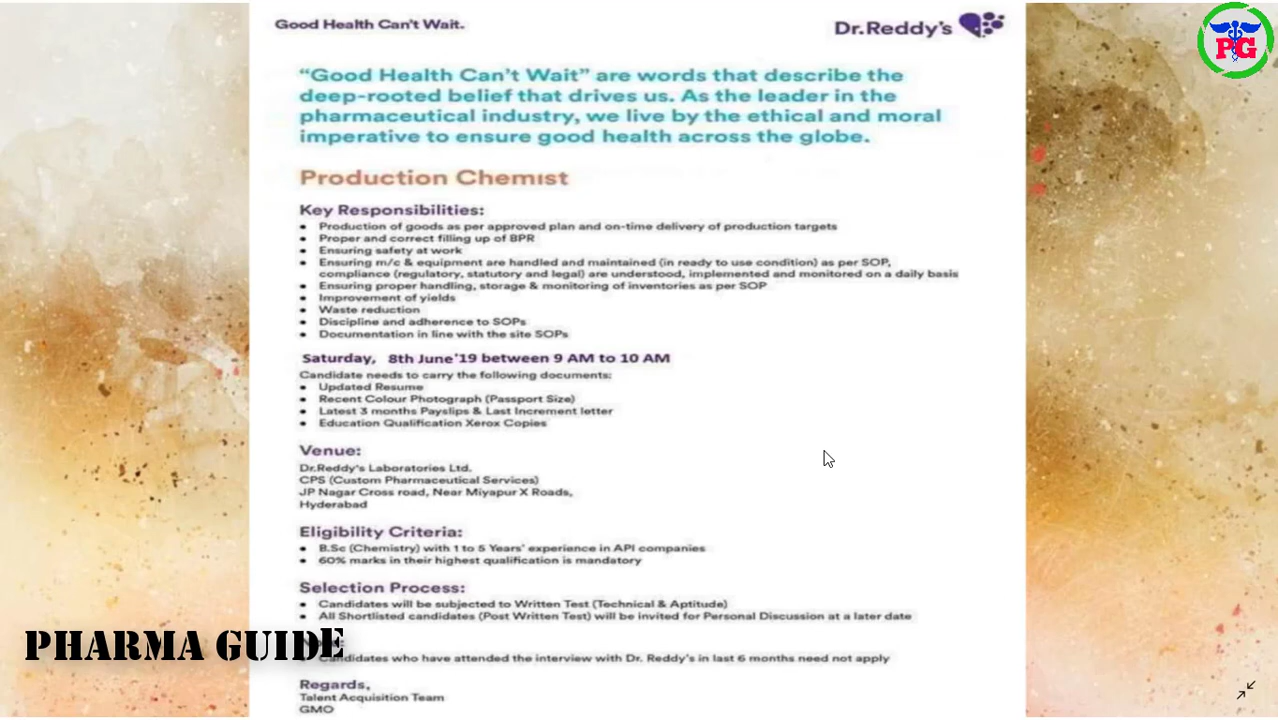 Good Health Can't Wait.
Dr.Reddy's
PG
"Good Health Can't Wait" are words that describe the
deep-rooted belief that drives us. As the leader in the
pharmaceutical industry, we live by the ethical and moral
imperative to ensure good health across the globe.
Production Chemist
Key Responsibilities:
• Production of goods as per approved plan and on-time delivery of production targets
• Proper and correct filling up of BPR
• Ensuring safety at work
• Ensuring m/c & equipment are handled and maintained (in ready to use condition) as per SOP,
compliance (regulatory, statutory and legal) are understood, implemented and monitored on a daily basis
• Ensuring proper handling, storage & monitoring of inventories as per SOP
• Improvement of yields
• Waste reduction
• Discipline and adherence to SOPs
• Documentation in line with the site SOPs
Saturday, 8th June'19 between 9 AM to 10 AM
Candidate needs to carry the following documents:
• Updated Resume
• Recent Colour Photograph (Passport Size)
• Latest 3 months Payslips & Last Increment letter
• Education Qualification Xerox Copies
Venue:
Dr.Reddy's Laboratories Ltd.
CPS (Custom Pharmaceutical Services)
JP Nagar Cross road, Near Miyapur X Roads,
Hyderabad
Eligibility Criteria:
• B.Sc (Chemistry) with 1 to 5 Years' experience in API companies
• 60% marks in their highest qualification is mandatory
Selection Process:
• Candidates will be subjected to Written Test (Technical & Aptitude)
• All Shortlisted candidates (Post Written Test) will be invited for Personal Discussion at a later date
PHARMA GUIDE
Candidates who have attended the interview with Dr. Reddy's in last 6 months need not apply
Regards,
Talent Acquisition Team
GMO